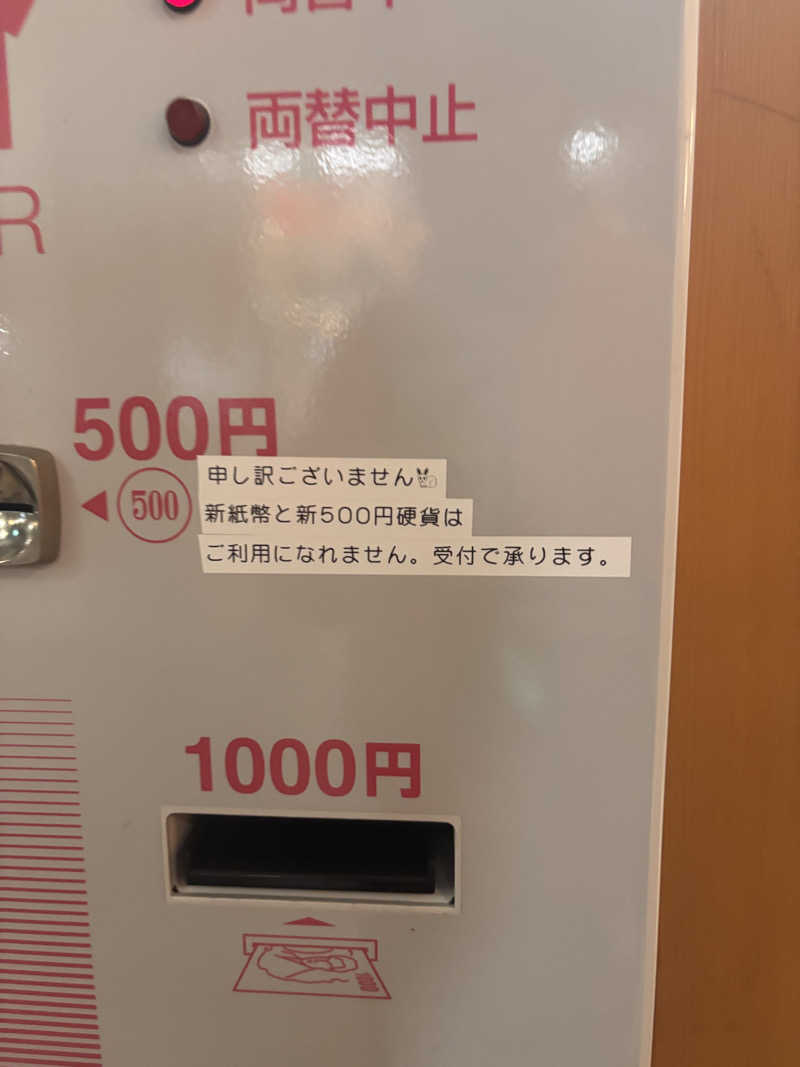 両替中止
R
500円
500
申し訳ございません
新紙幣と新500円硬貨は
ご利用になれません。受付で承ります。
1000円
1000